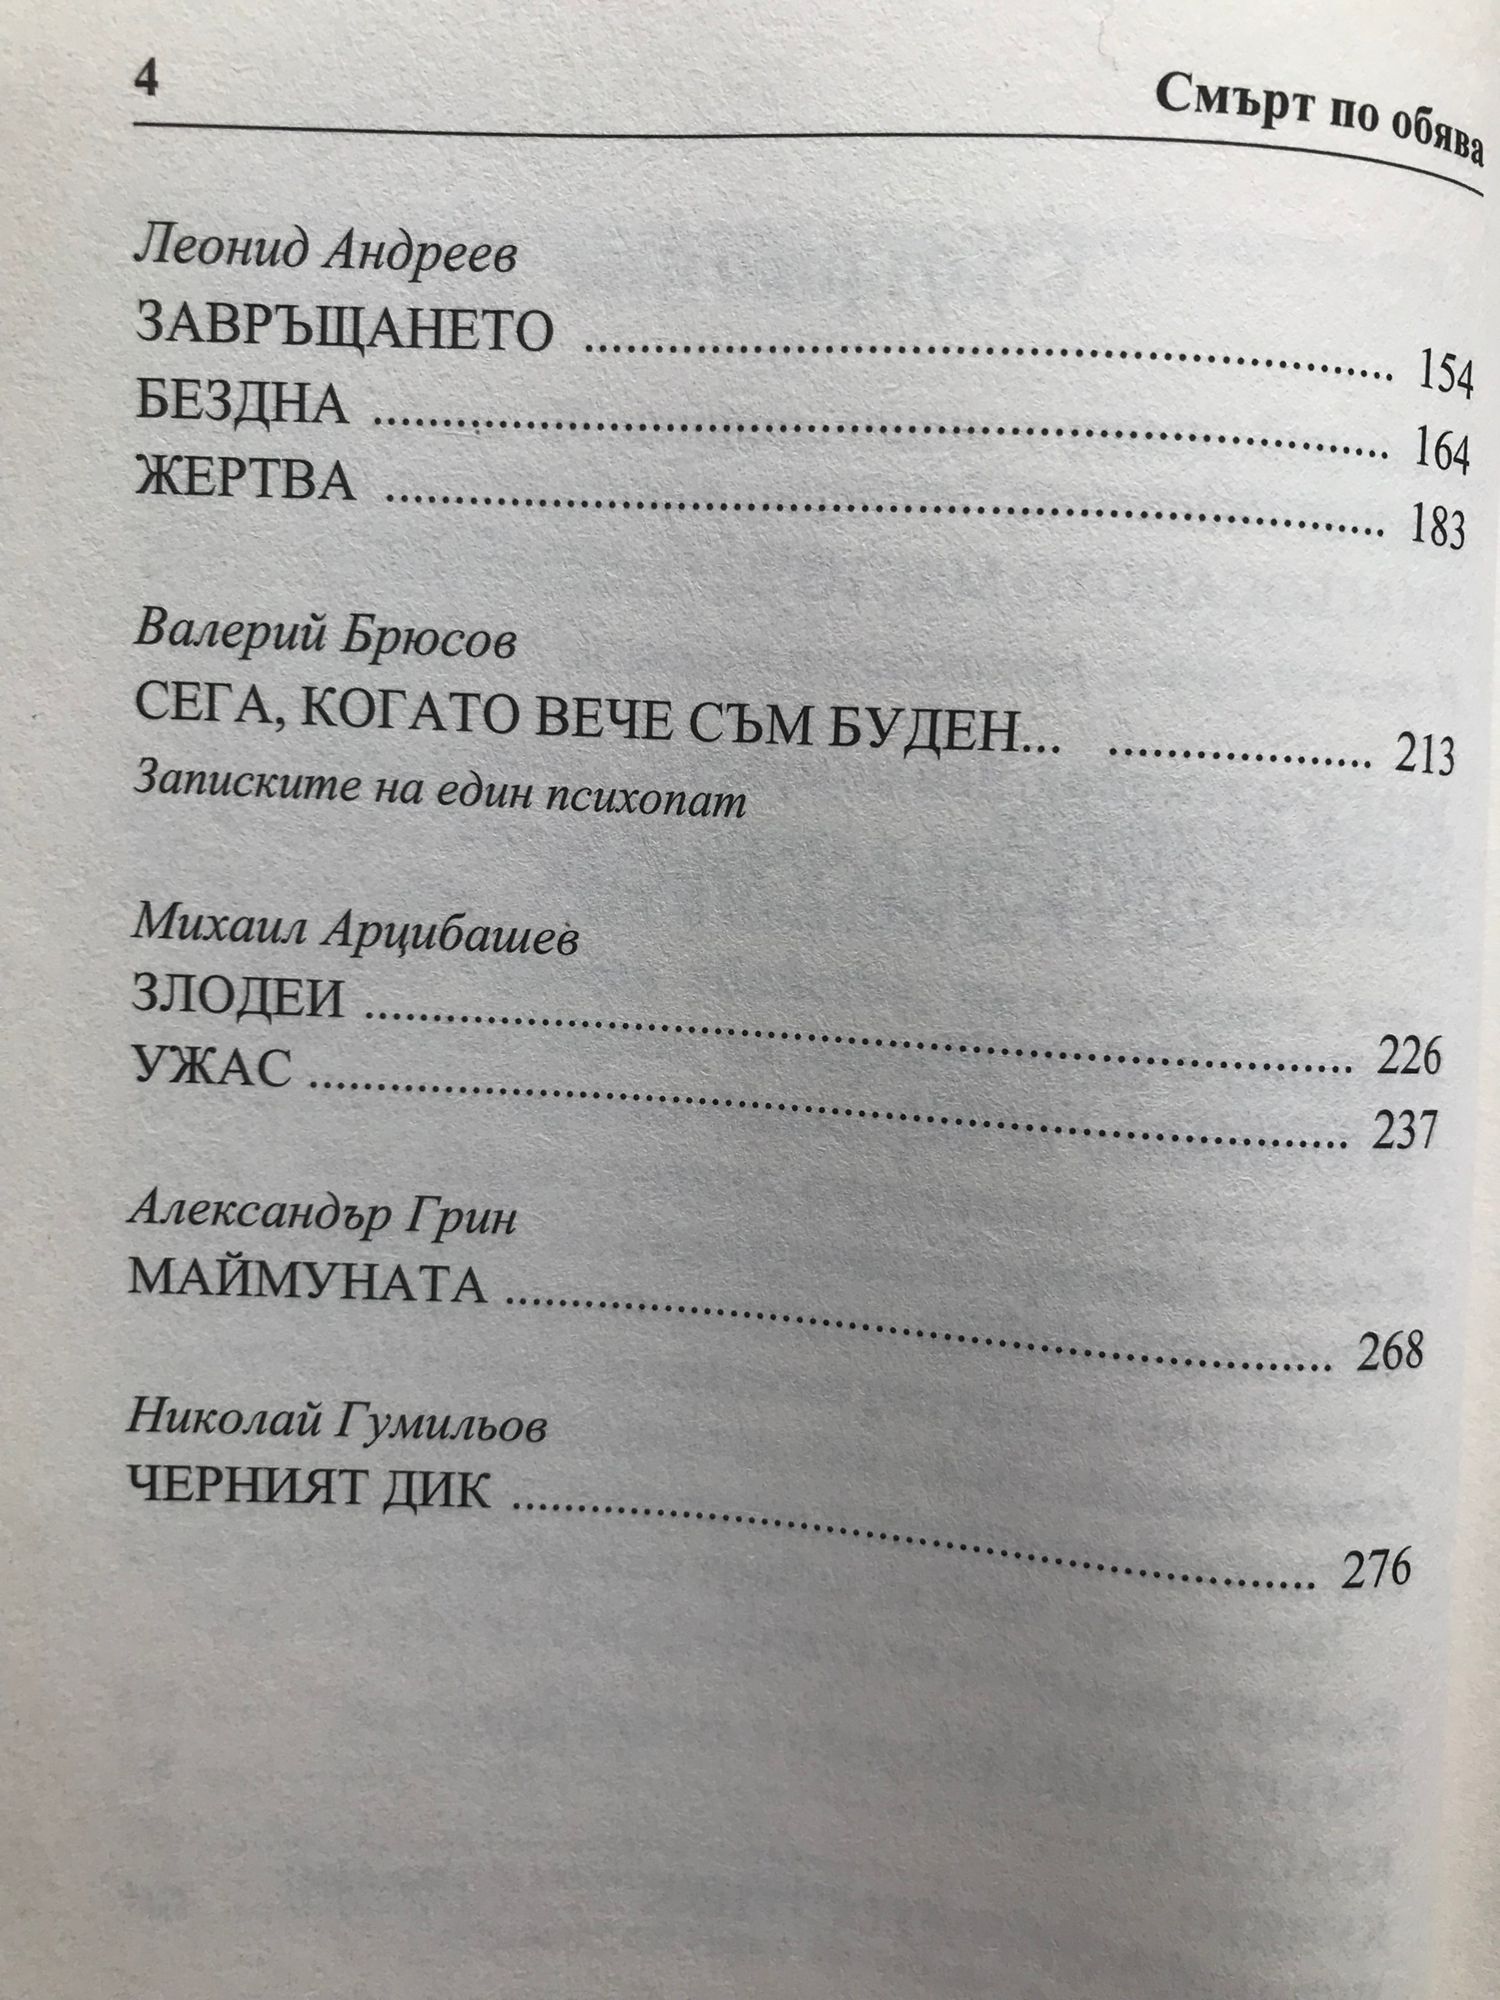 4 Смърт по обява
Леонид Андреев
ЗАВРЪЩАНЕТО ........................................................ 154
БЕЗДНА ........................................................................ 164
ЖЕРТВА ....................................................................... 183
Валерий Брюсов
СЕГА, КОГАТО ВЕЧЕ СЪМ БУДЕН... ................... 213
Записките на един психопат
Михаил Арцибашев
ЗЛОДЕИ ........................................................................ 226
УЖАС ............................................................................ 237
Александър Грин
МАЙМУНАТА .............................................................. 268
Николай Гумильов
ЧЕРНИЯТ ДИК ............................................................. 276